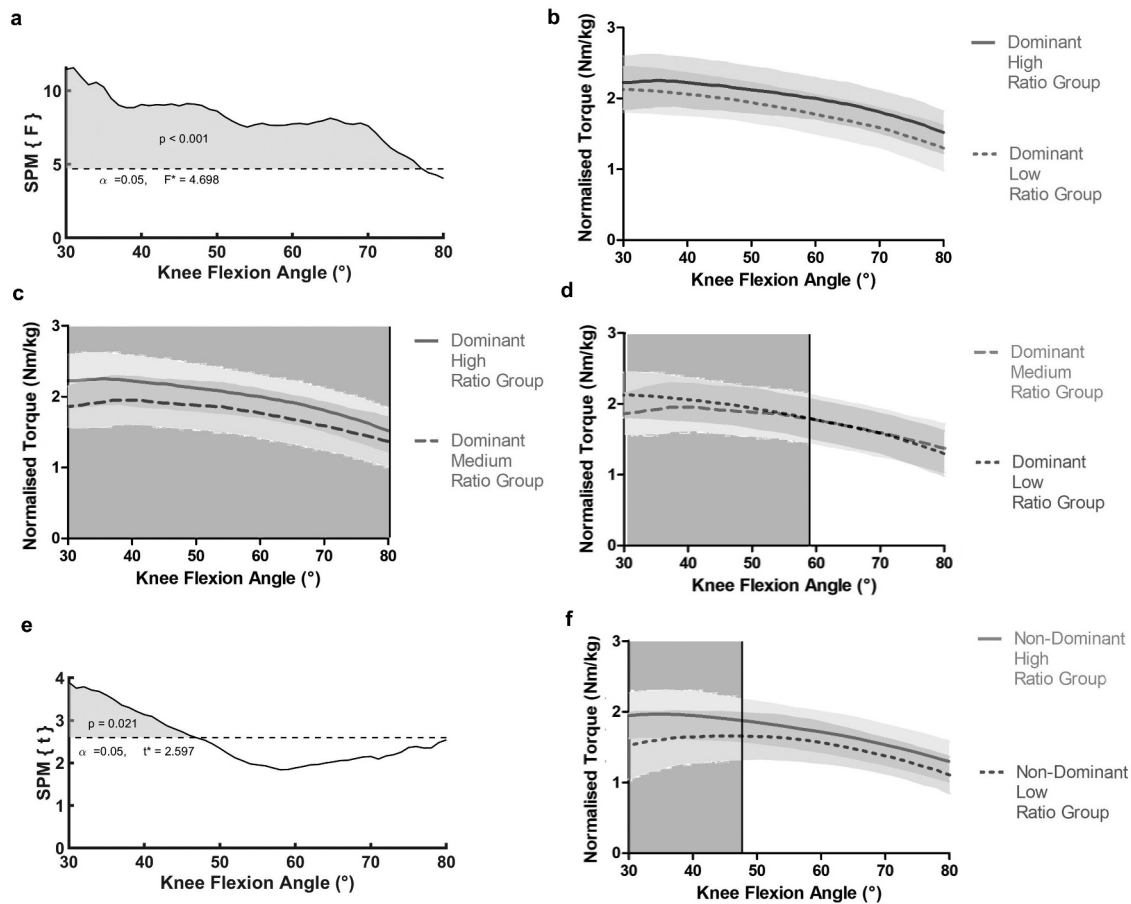 a
SPM { F }
10
5
0
p < 0.001
α =0.05, F* = 4.698
30 40 50 60 70 80
Knee Flexion Angle (°)
b
Normalised Torque (Nm/kg)
3
2
1
0
30 40 50 60 70 80
Knee Flexion Angle (°)
Dominant
High
Ratio Group
Dominant
Low
Ratio Group
c
Normalised Torque (Nm/kg)
3
2
1
0
30 40 50 60 70 80
Knee Flexion Angle (°)
Dominant
High
Ratio Group
Dominant
Medium
Ratio Group
d
Normalised Torque (Nm/kg)
3
2
1
0
30 40 50 60 70 80
Knee Flexion Angle (°)
Dominant
Medium
Ratio Group
Dominant
Low
Ratio Group
e
SPM { t }
4
3
2
1
0
p = 0.021
α =0.05, t* = 2.597
30 40 50 60 70 80
Knee Flexion Angle (°)
f
Normalised Torque (Nm/kg)
3
2
1
0
30 40 50 60 70 80
Knee Flexion Angle (°)
Non-Dominant
High
Ratio Group
Non-Dominant
Low
Ratio Group